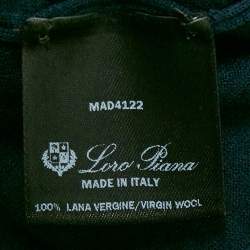 MAD4122
Loro Piana
MADE IN ITALY
100% LANA VERGINE/VIRGIN WOOL